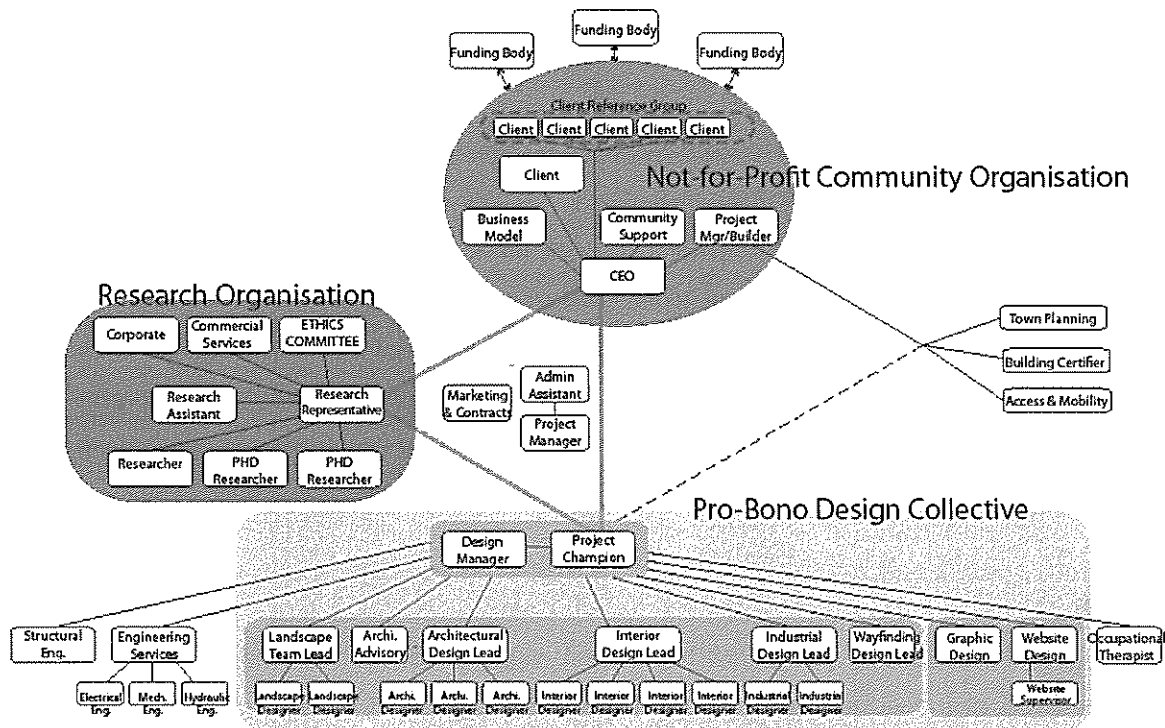 Funding Body
Funding Body
Funding Body
Client Reference Group
Client
Client
Client
Client
Client
Client
Not-for-Profit Community Organisation
Business
Model
Community
Support
Project
Mgr/Builder
CEO
Research Organisation
Corporate
Commercial
Services
ETHICS
COMMITTEE
Research
Assistant
Research
Representative
Researcher
PHD
Researcher
PHD
Researcher
Marketing
& Contracts
Admin
Assistant
Project
Manager
Town Planning
Building Certifier
Access & Mobility
Pro-Bono Design Collective
Design
Manager
Project
Champion
Structural
Eng.
Engineering
Services
Landscape
Team Lead
Archi.
Advisory
Architectural
Design Lead
Interior
Design Lead
Industrial
Design Lead
Wayfinding
Design Lead
Graphic
Design
Website
Design
Occupational
Therapist
Electrical
Eng.
Mech.
Eng.
Hydraulic
Eng.
Landscape
Designer
Landscape
Designer
Archi.
Designer
Archi.
Designer
Archi.
Designer
Interior
Designer
Interior
Designer
Interior
Designer
Interior
Designer
Industrial
Designer
Industrial
Designer
Website
Supervisor